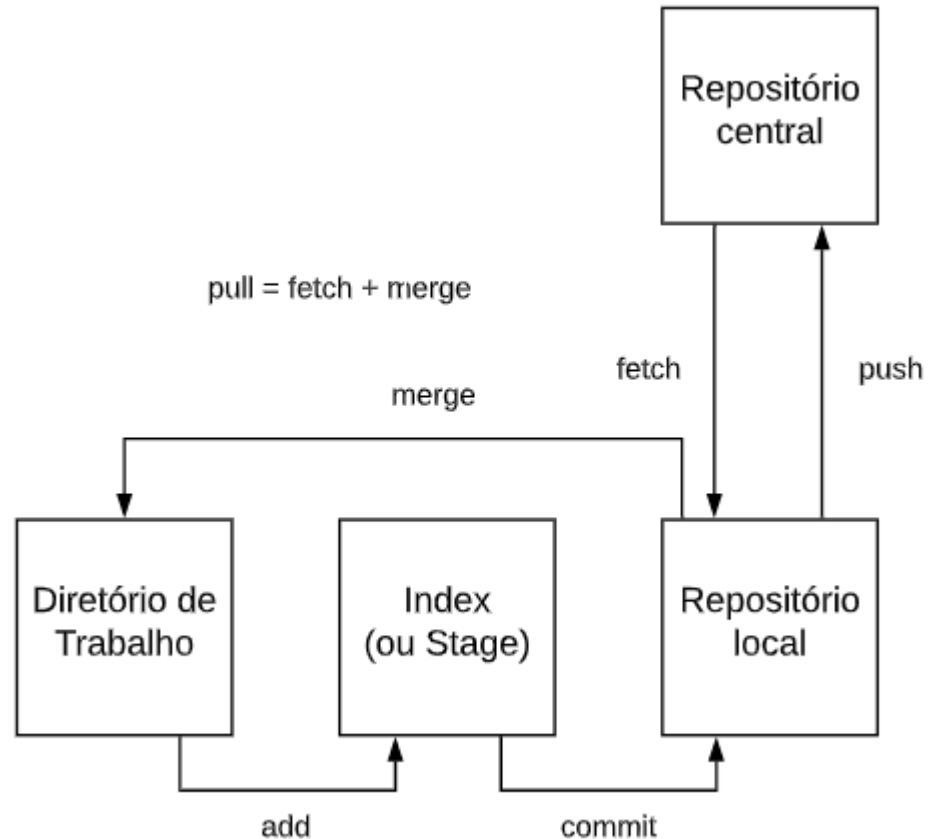 Repositório
central
pull = fetch + merge
fetch
push
merge
Diretório de
Trabalho
Index
(ou Stage)
Repositório
local
add
commit